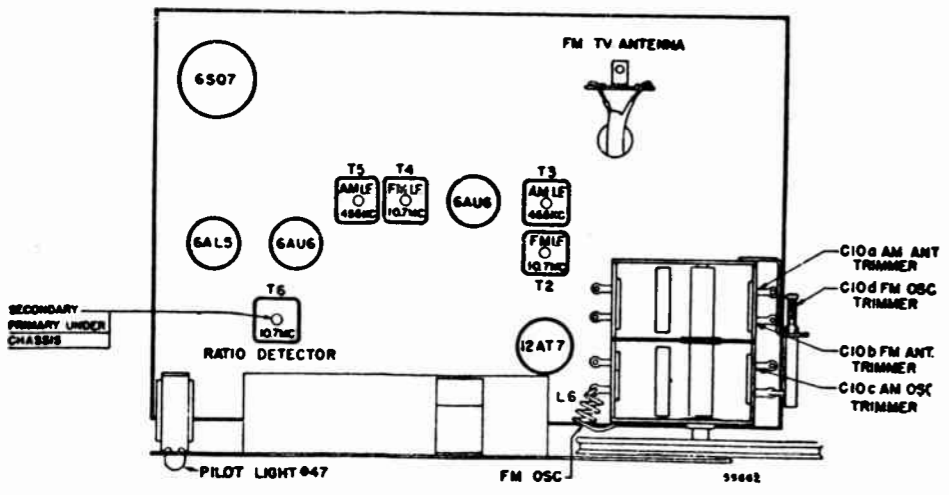 FM TV ANTENNA
6SQ7
T5
T4
T3
AM I.F.
456KC
FM I.F.
10.7MC
6AU6
AM I.F.
455KC
6AL5
6AU6
FM I.F.
10.7MC
T2
C10a AM ANT
TRIMMER
C10d FM OSC
TRIMMER
SECONDARY
PRIMARY UNDER
CHASSIS
T6
10.7MC
RATIO DETECTOR
12AT7
C10b FM ANT.
TRIMMER
C10c AM OSC
TRIMMER
L6
PILOT LIGHT #47
FM OSC